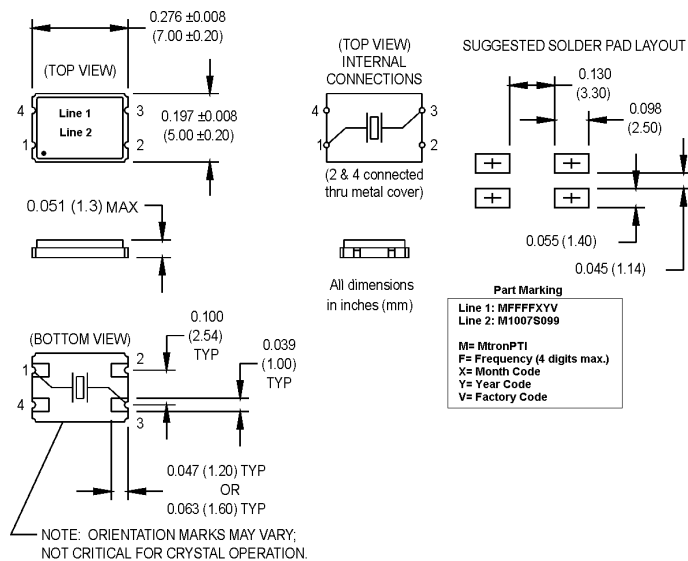 0.276 ±0.008
(7.00 ±0.20)
(TOP VIEW)
4
3
Line 1
Line 2
1
2
0.197 ±0.008
(5.00 ±0.20)
(TOP VIEW)
INTERNAL
CONNECTIONS
4
3
1
2
(2 & 4 connected
thru metal cover)
SUGGESTED SOLDER PAD LAYOUT
0.130
(3.30)
0.098
(2.50)
0.055 (1.40)
0.045 (1.14)
0.051 (1.3) MAX
All dimensions
in inches (mm)
Part Marking
Line 1: MFFFFXYV
Line 2: M1007S099
M= MtronPTI
F= Frequency (4 digits max.)
X= Month Code
Y= Year Code
V= Factory Code
(BOTTOM VIEW)
1
2
4
3
0.100
(2.54)
TYP
0.039
(1.00)
TYP
0.047 (1.20) TYP
OR
0.063 (1.60) TYP
NOTE: ORIENTATION MARKS MAY VARY;
NOT CRITICAL FOR CRYSTAL OPERATION.